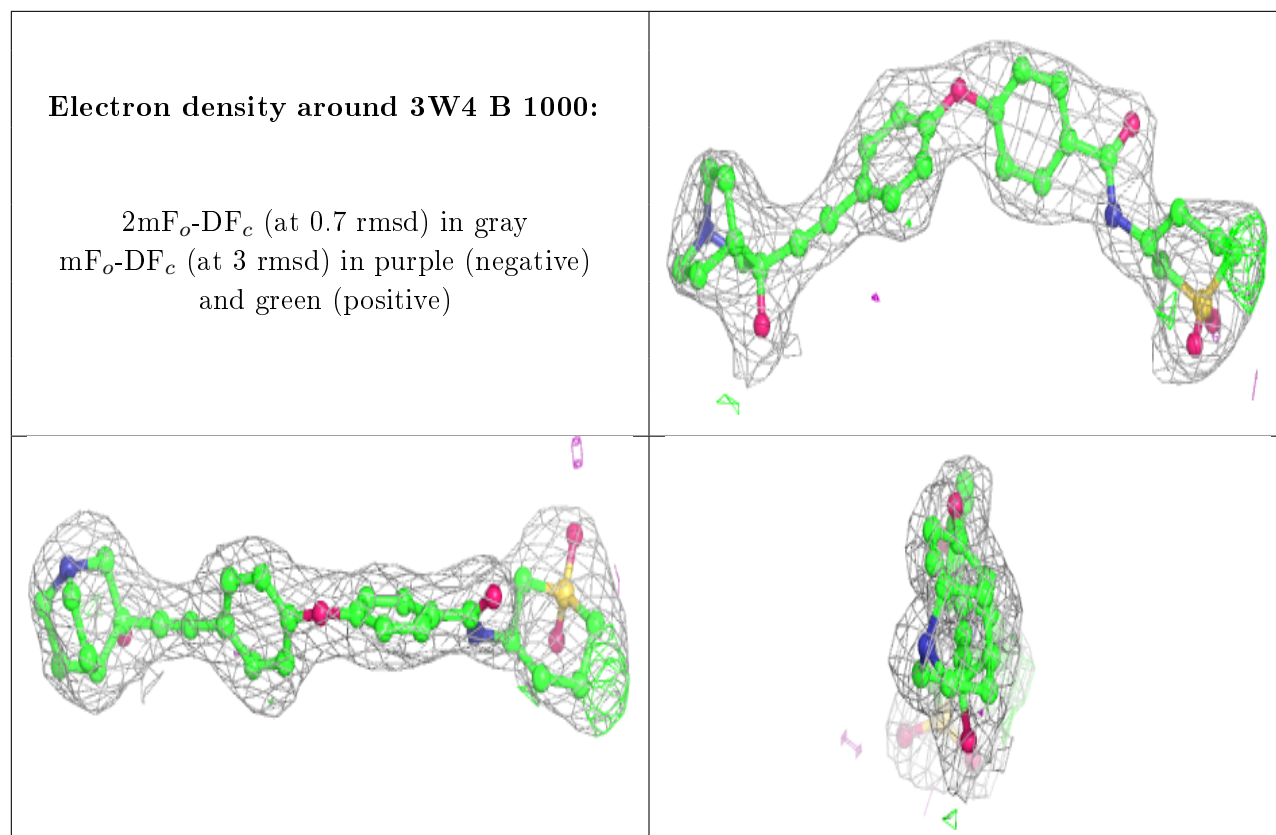 Electron density around 3W4 B 1000:
2mFₒ-DF𝑐 (at 0.7 rmsd) in gray
mFₒ-DF𝑐 (at 3 rmsd) in purple (negative)
and green (positive)